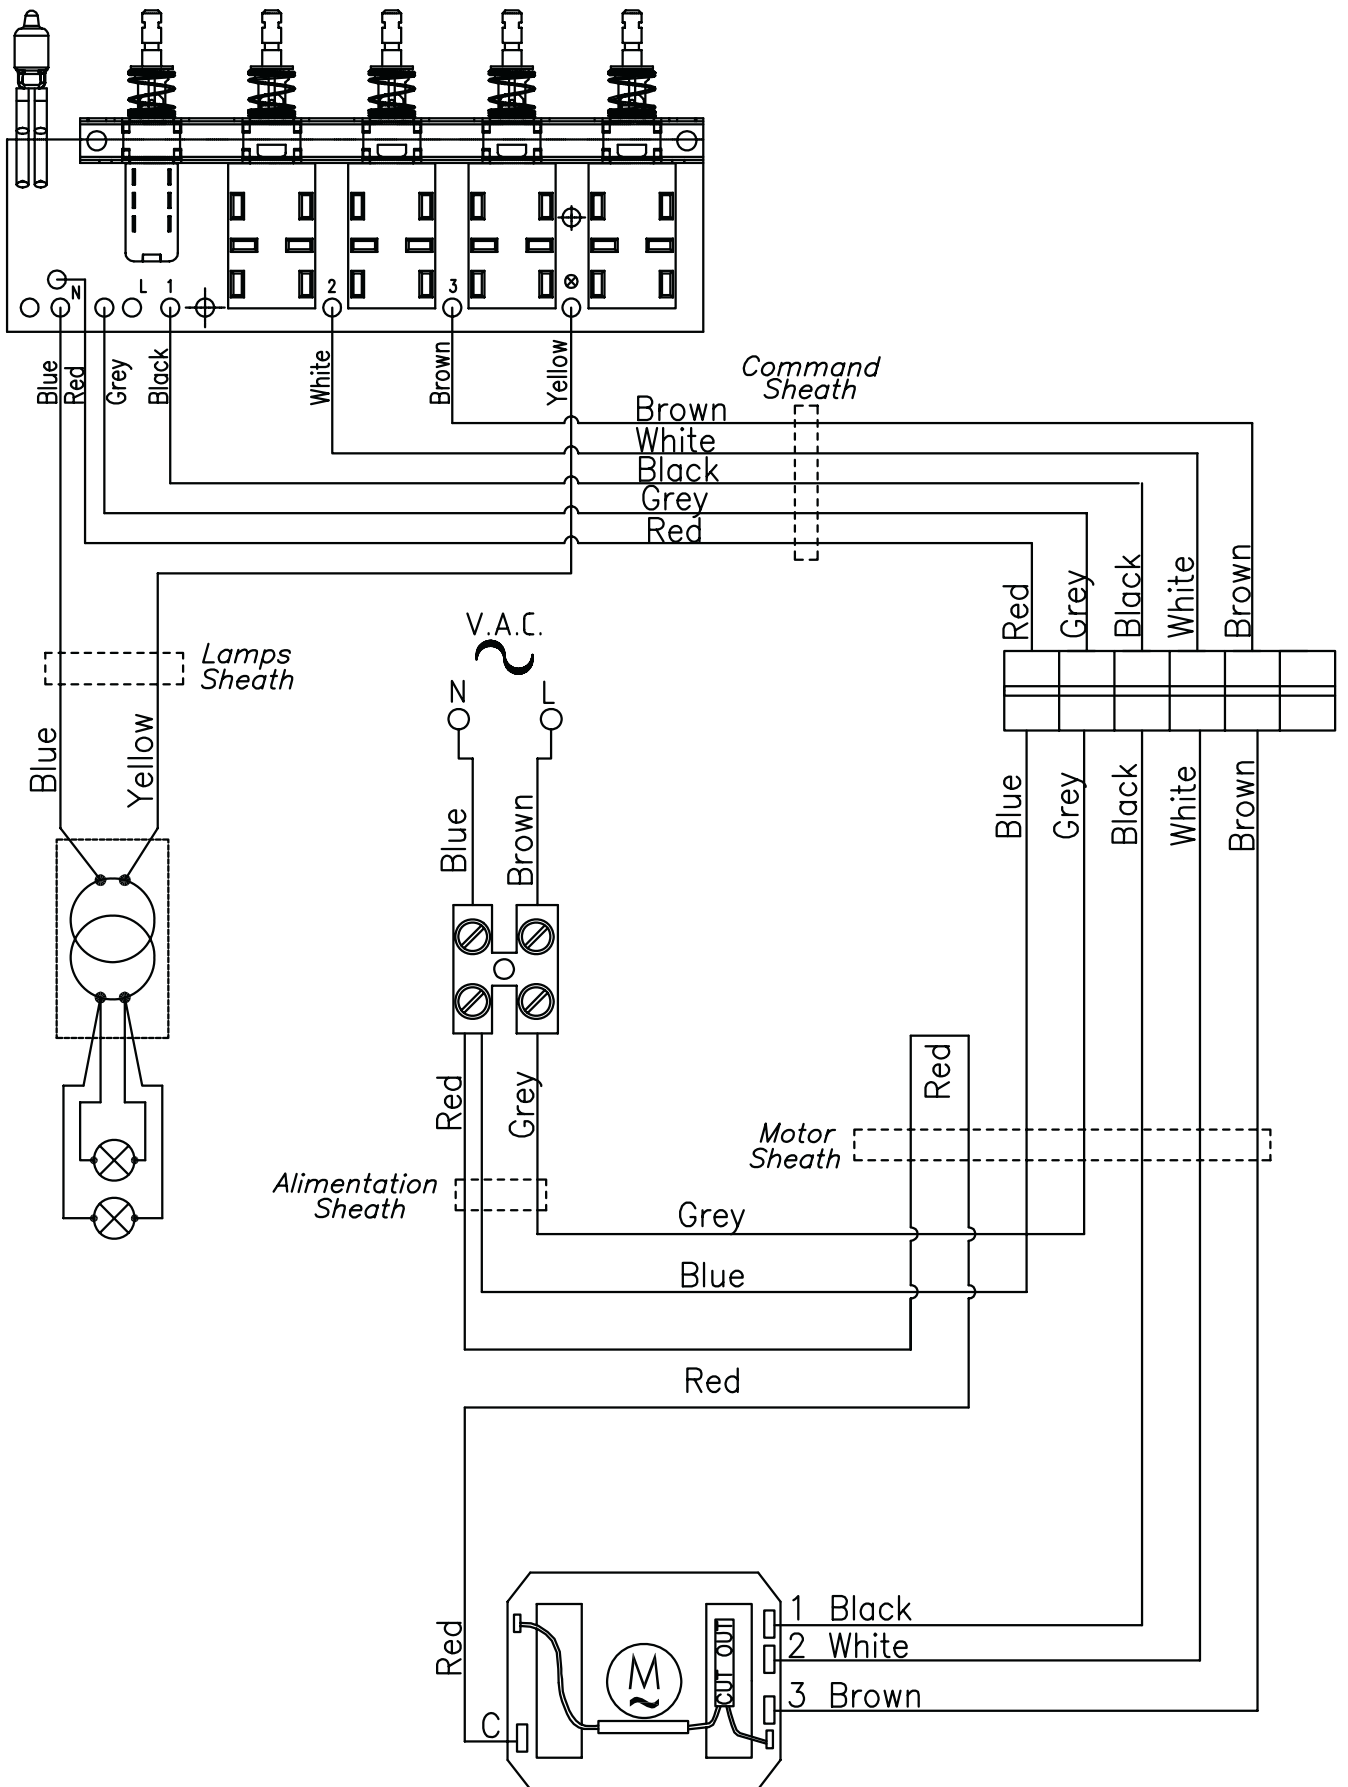 N
L 1
2
3
Blue
Red
Grey
Black
White
Brown
Yellow
Command
Sheath
Brown
White
Black
Grey
Red
Red
Grey
Black
White
Brown
V.A.C.
N
L
Lamps
Sheath
Blue
Yellow
Blue
Brown
Blue
Grey
Black
White
Brown
Red
Grey
Red
Motor
Sheath
Alimentation
Sheath
Grey
Blue
Red
Red
C
M
CUT OUT
1 Black
2 White
3 Brown